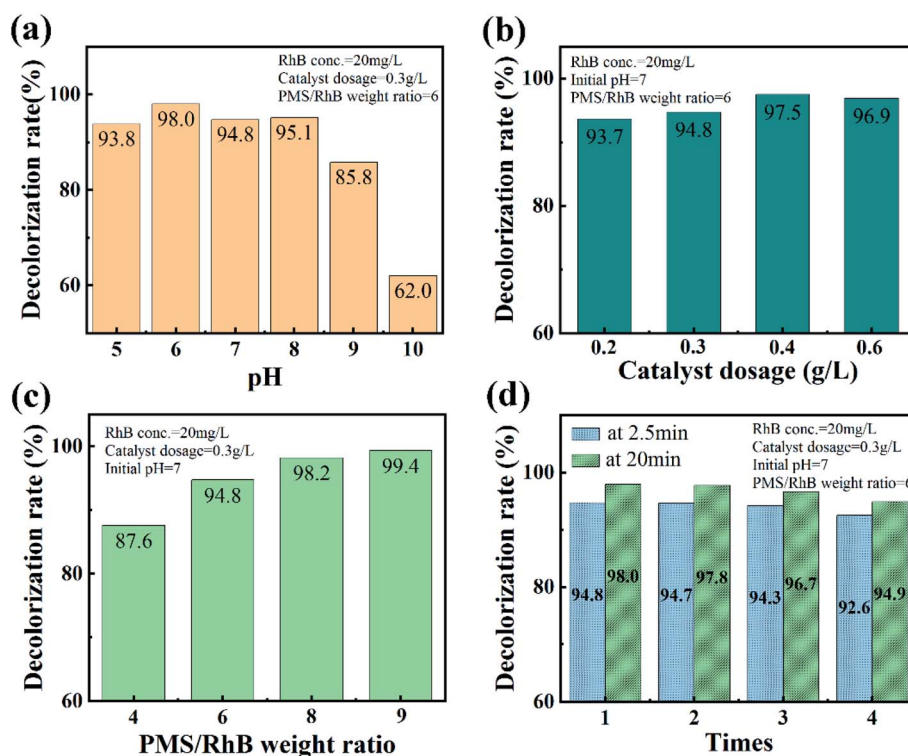 (a)
RhB conc.=20mg/L
Catalyst dosage=0.3g/L
PMS/RhB weight ratio=6
Decolorization rate(%)
100
80
60
93.8
98.0
94.8
95.1
85.8
62.0
5 6 7 8 9 10
pH
(b)
RhB conc.=20mg/L
Initial pH=7
PMS/RhB weight ratio=6
Decolorization rate (%)
100
80
60
93.7
94.8
97.5
96.9
0.2 0.3 0.4 0.6
Catalyst dosage (g/L)
(c)
RhB conc.=20mg/L
Catalyst dosage=0.3g/L
Initial pH=7
Decolorization rate (%)
100
80
60
87.6
94.8
98.2
99.4
4 6 8 9
PMS/RhB weight ratio
(d)
at 2.5min
at 20min
RhB conc.=20mg/L
Catalyst dosage=0.3g/L
Initial pH=7
PMS/RhB weight ratio=6
Decolorization rate (%)
100
80
60
94.8
98.0
94.7
97.8
94.3
96.7
92.6
94.9
1 2 3 4
Times